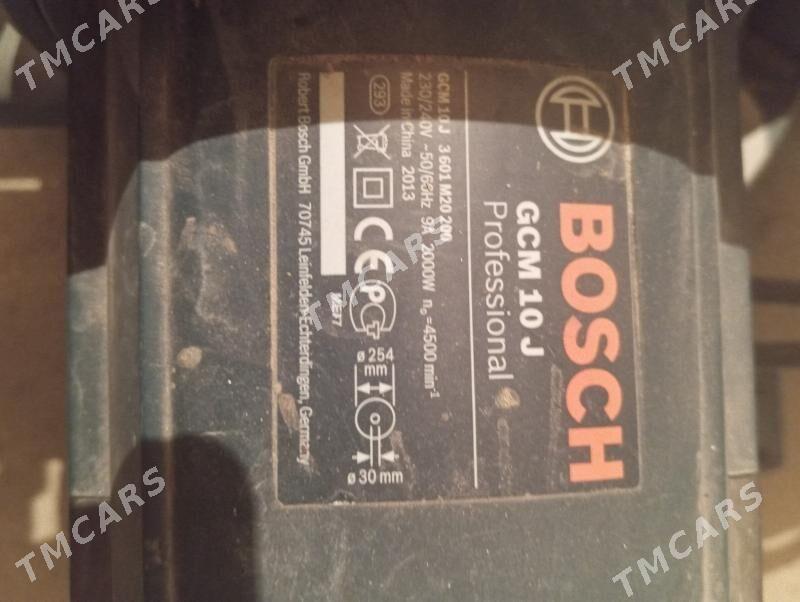 BOSCH
GCM 10 J
Professional
GCM 10 J 3 601 M20 200
230/240V ~50/60Hz 9A 2000W n₀=4500 min⁻¹
Made in China 2013
293
CE
ø 254
mm
ø 30 mm
Robert Bosch GmbH 70745 Leinfelden-Echterdingen, Germany
TMCARS
TMCARS
TMCARS
TMCARS
TMCARS